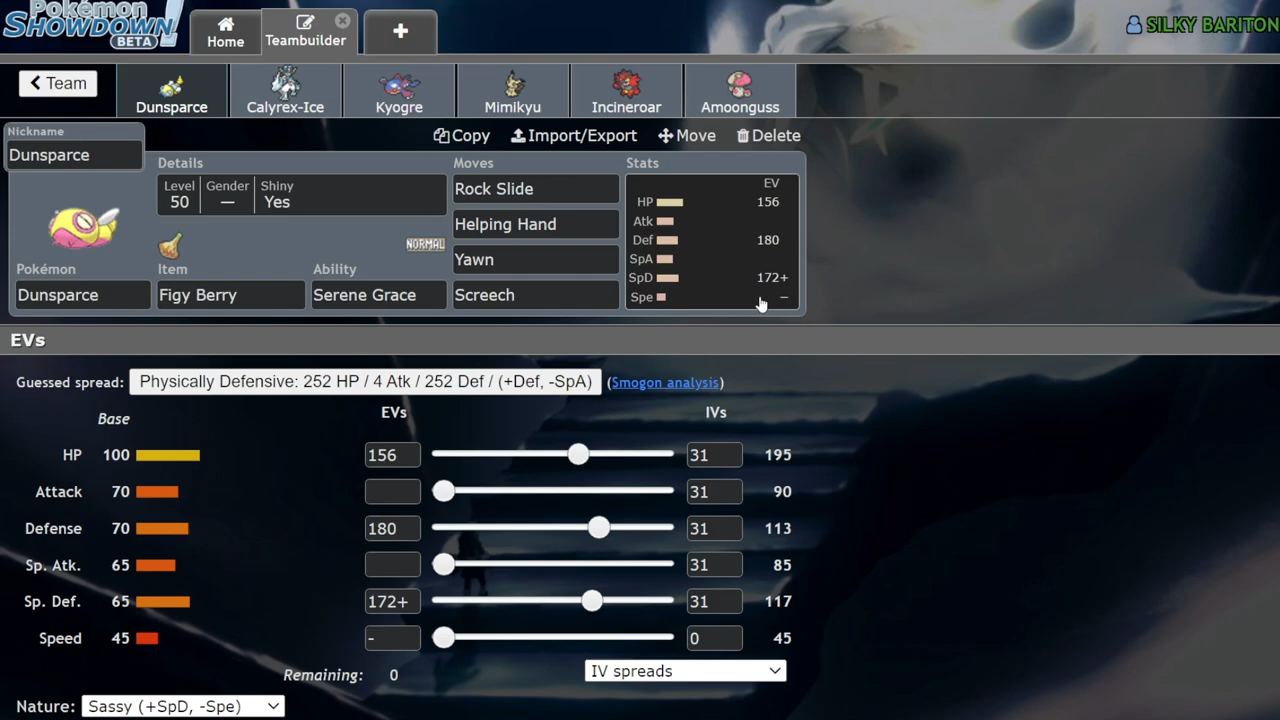 Pokémon
SHOWDOWN!
BETA
Home
Teambuilder
SILKY BARITON
Team
Dunsparce
Calyrex-Ice
Kyogre
Mimikyu
Incineroar
Amoonguss
Nickname
Dunsparce
Copy
Import/Export
Move
Delete
Details
Moves
Stats
Level
Gender
Shiny
50
—
Yes
Rock Slide
Helping Hand
Yawn
Screech
EV
HP 156
Atk
Def 180
SpA
SpD 172+
Spe −
NORMAL
Pokémon
Item
Ability
Dunsparce
Figy Berry
Serene Grace
EVs
Guessed spread: Physically Defensive: 252 HP / 4 Atk / 252 Def / (+Def, -SpA) (Smogon analysis)
Base
EVs
IVs
HP 100 156 31 195
Attack 70 31 90
Defense 70 180 31 113
Sp. Atk. 65 31 85
Sp. Def. 65 172+ 31 117
Speed 45 - 0 45
Remaining: 0
IV spreads
Nature: Sassy (+SpD, -Spe)